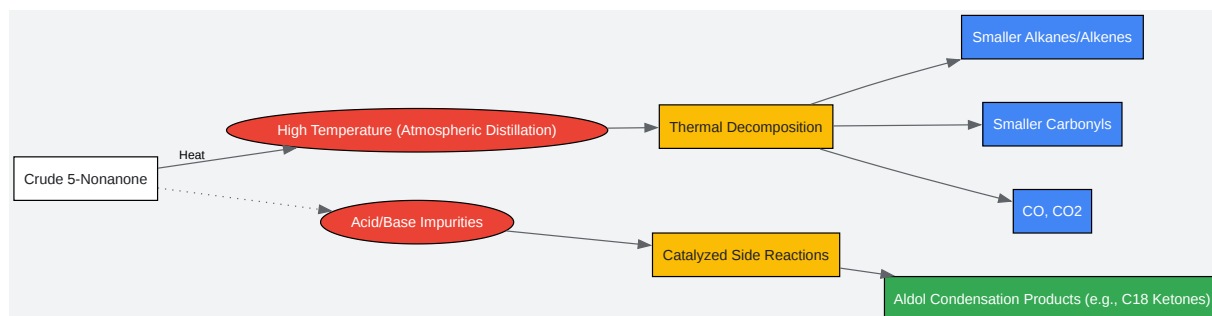 Smaller Alkanes/Alkenes
High Temperature (Atmospheric Distillation)
Thermal Decomposition
Smaller Carbonyls
Heat
Crude 5-Nonanone
Acid/Base Impurities
CO, CO2
Catalyzed Side Reactions
Aldol Condensation Products (e.g., C18 Ketones)